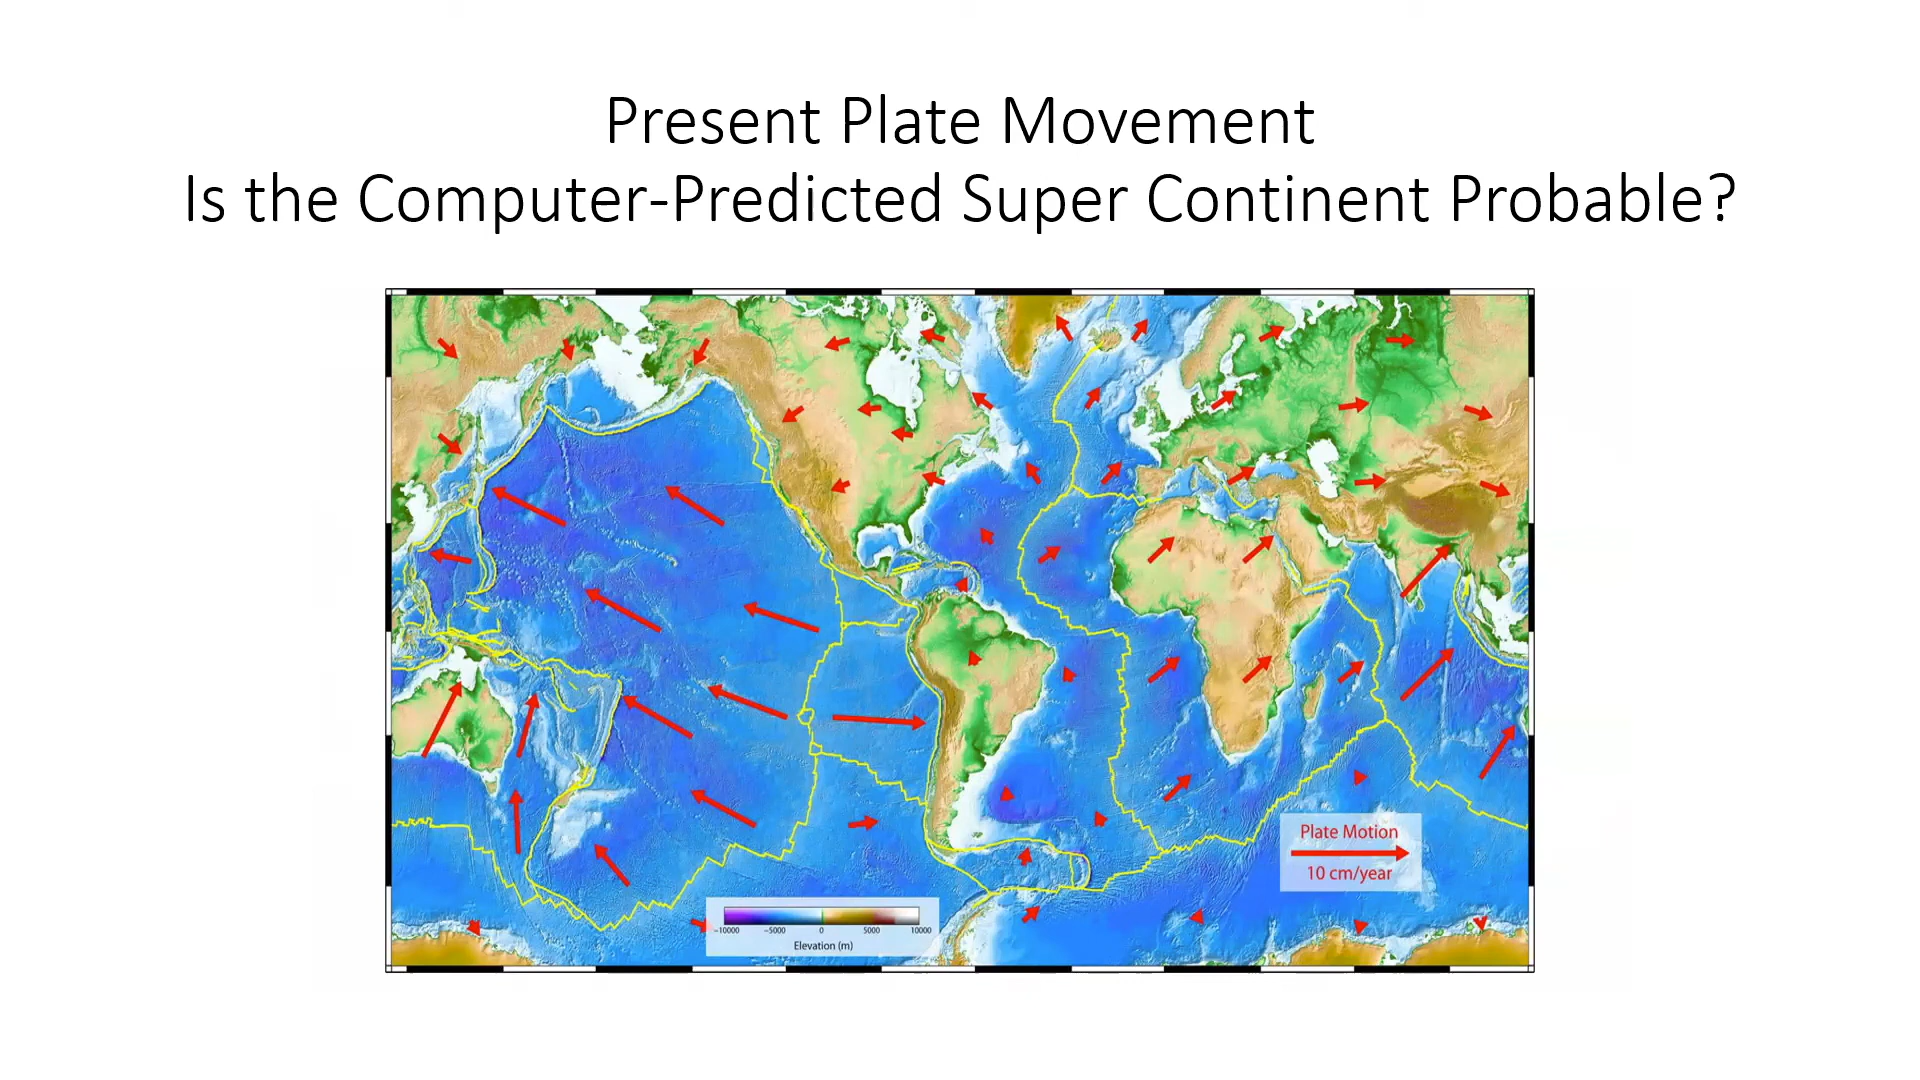 Present Plate Movement
Is the Computer-Predicted Super Continent Probable?
Plate Motion
10 cm/year
−10000 −5000 0 5000 10000
Elevation (m)